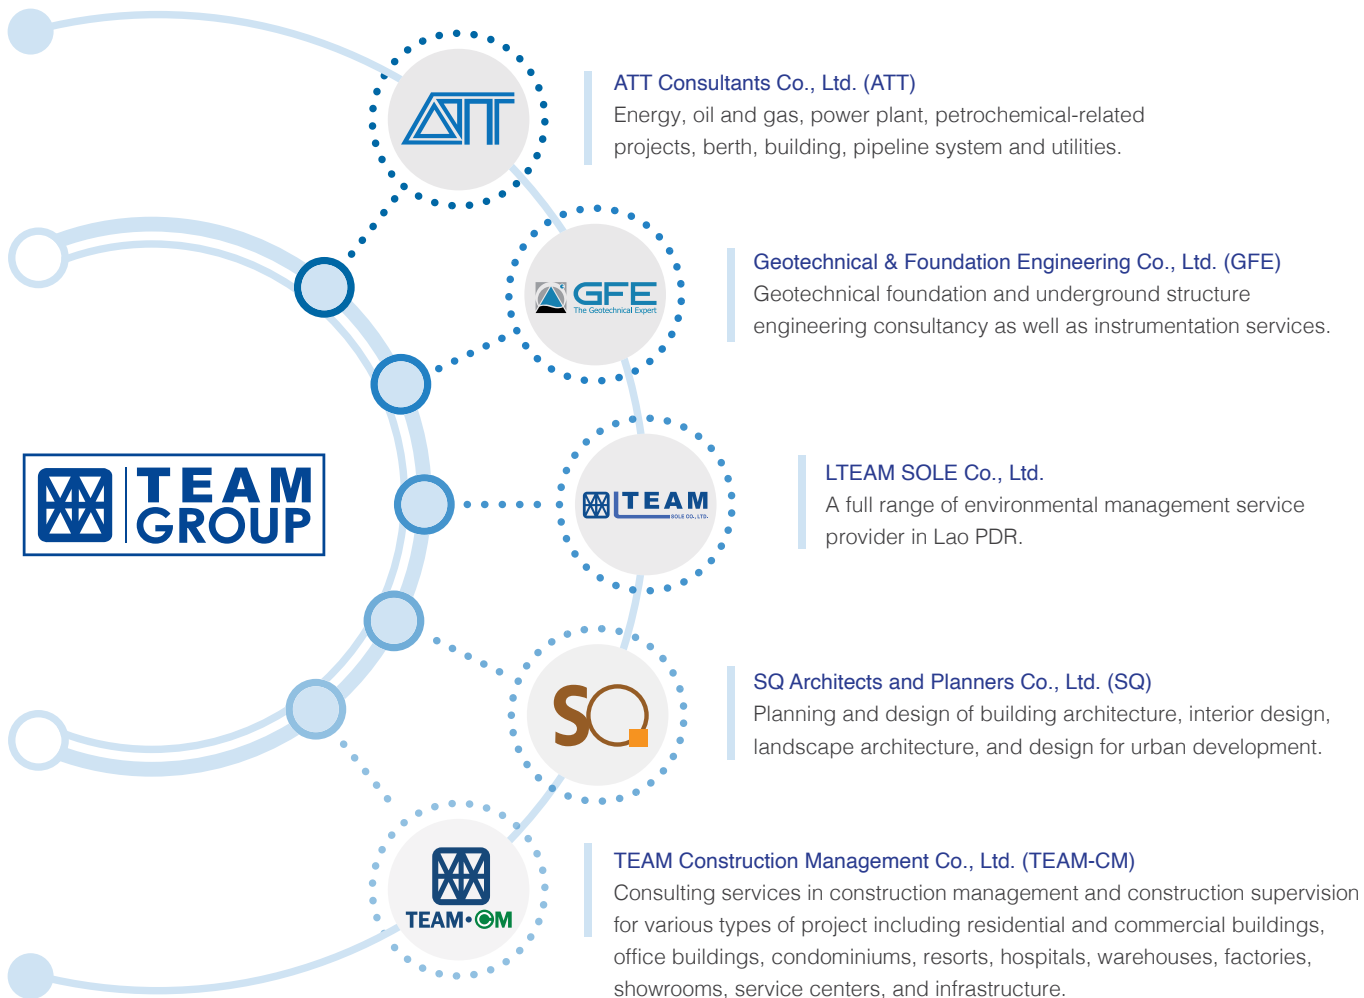 ATT
ATT Consultants Co., Ltd. (ATT)
Energy, oil and gas, power plant, petrochemical-related
projects, berth, building, pipeline system and utilities.
GFE
The Geotechnical Expert
Geotechnical & Foundation Engineering Co., Ltd. (GFE)
Geotechnical foundation and underground structure
engineering consultancy as well as instrumentation services.
TEAM
GROUP
LTEAM
SOLE CO., LTD.
LTEAM SOLE Co., Ltd.
A full range of environmental management service
provider in Lao PDR.
SQ
SQ Architects and Planners Co., Ltd. (SQ)
Planning and design of building architecture, interior design,
landscape architecture, and design for urban development.
TEAM•CM
TEAM Construction Management Co., Ltd. (TEAM-CM)
Consulting services in construction management and construction supervision
for various types of project including residential and commercial buildings,
office buildings, condominiums, resorts, hospitals, warehouses, factories,
showrooms, service centers, and infrastructure.